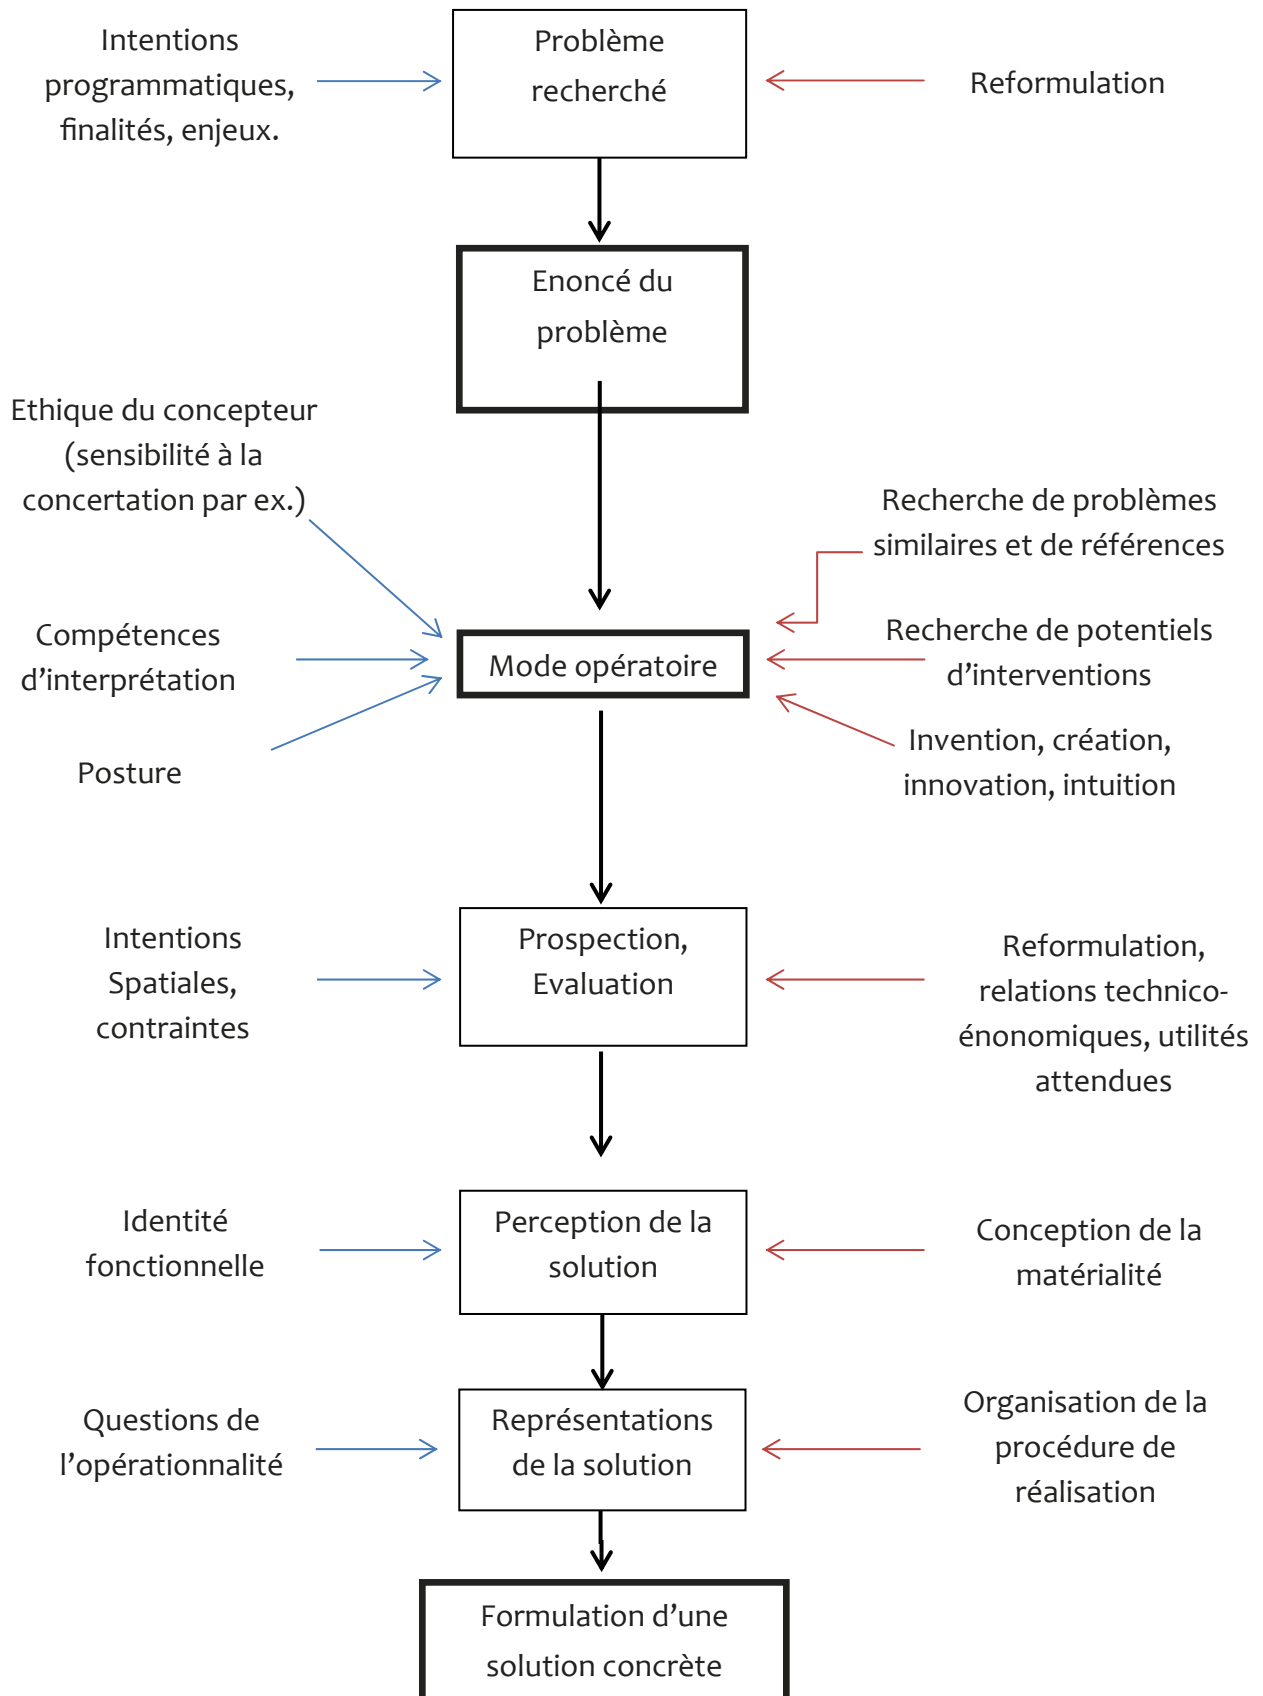 Intentions
programmatiques,
finalités, enjeux.
Problème
recherché
Reformulation
Enoncé du
problème
Ethique du concepteur
(sensibilité à la
concertation par ex.)
Compétences
d’interprétation
Posture
Mode opératoire
Recherche de problèmes
similaires et de références
Recherche de potentiels
d’interventions
Invention, création,
innovation, intuition
Intentions
Spatiales,
contraintes
Prospection,
Evaluation
Reformulation,
relations technico-
énonomiques, utilités
attendues
Identité
fonctionnelle
Perception de la
solution
Conception de la
matérialité
Questions de
l’opérationnalité
Représentations
de la solution
Organisation de la
procédure de
réalisation
Formulation d’une
solution concrète